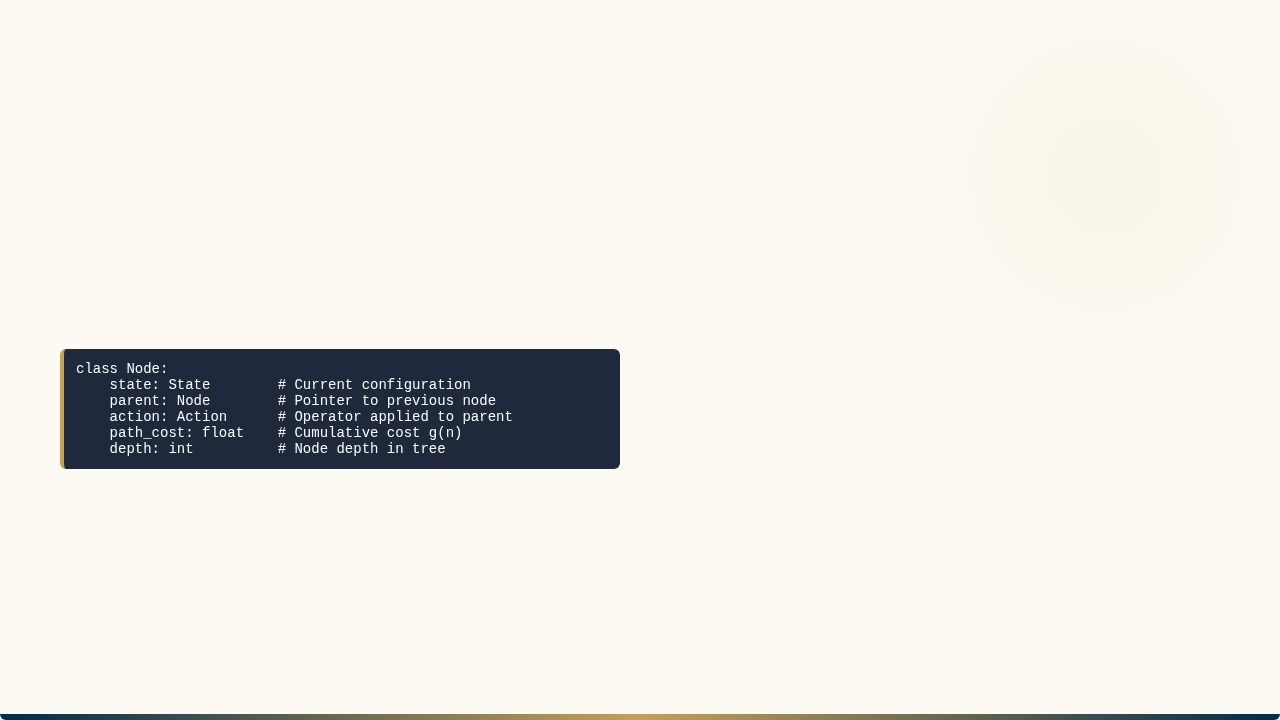 class Node:
    state: State        # Current configuration
    parent: Node        # Pointer to previous node
    action: Action      # Operator applied to parent
    path_cost: float    # Cumulative cost g(n)
    depth: int          # Node depth in tree